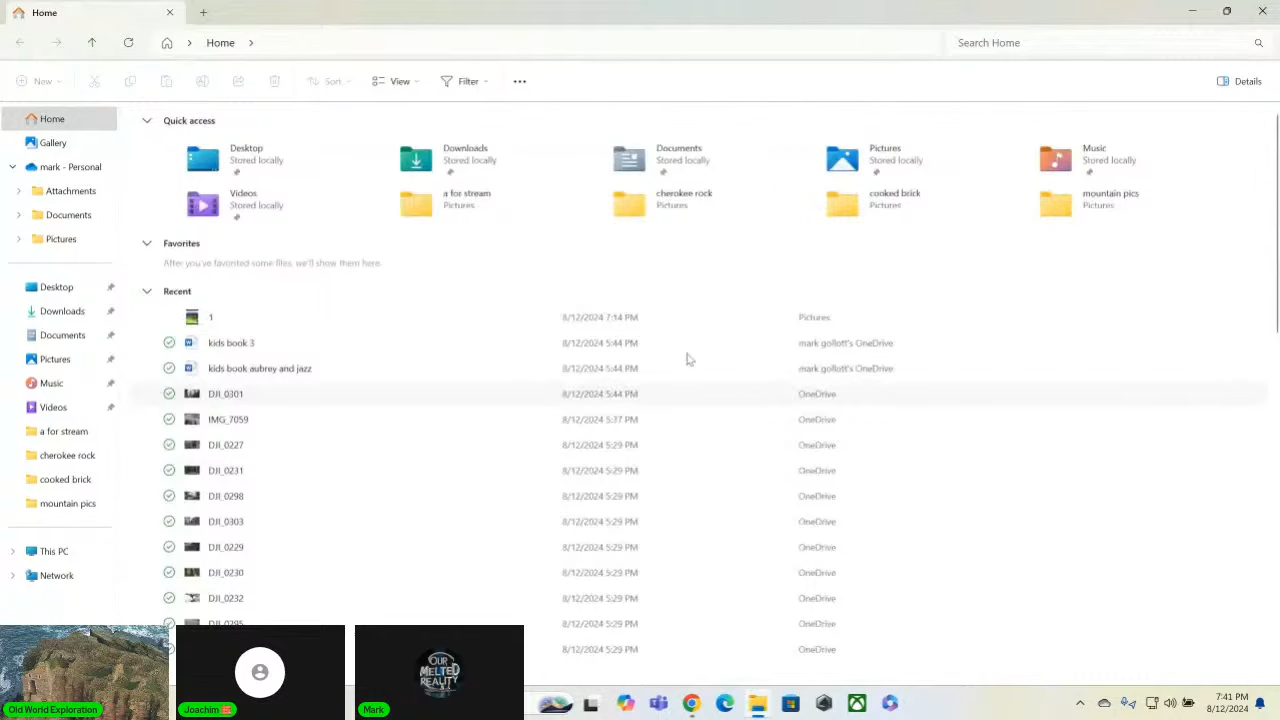 Home
Home
Search Home
New
Sort
View
Filter
Details
Home
Gallery
mark - Personal
Attachments
Documents
Pictures
Desktop
Downloads
Documents
Pictures
Music
Videos
a for stream
cherokee rock
cooked brick
mountain pics
This PC
Network
Quick access
Desktop
Stored locally
Downloads
Stored locally
Documents
Stored locally
Pictures
Stored locally
Music
Stored locally
Videos
Stored locally
a for stream
Pictures
cherokee rock
Pictures
cooked brick
Pictures
mountain pics
Pictures
Favorites
After you've favorited some files, we'll show them here.
Recent
1 8/12/2024 7:14 PM Pictures
kids book 3 8/12/2024 5:44 PM mark gollott's OneDrive
kids book aubrey and jazz 8/12/2024 5:44 PM mark gollott's OneDrive
DJI_0301 8/12/2024 5:44 PM OneDrive
IMG_7059 8/12/2024 5:37 PM OneDrive
DJI_0227 8/12/2024 5:29 PM OneDrive
DJI_0231 8/12/2024 5:29 PM OneDrive
DJI_0298 8/12/2024 5:29 PM OneDrive
DJI_0303 8/12/2024 5:29 PM OneDrive
DJI_0229 8/12/2024 5:29 PM OneDrive
DJI_0230 8/12/2024 5:29 PM OneDrive
DJI_0232 8/12/2024 5:29 PM OneDrive
8/12/2024 5:29 PM OneDrive
8/12/2024 5:29 PM OneDrive
OUR
MELTED
REALITY
Old World Exploration
Joachim
Mark
7:41 PM